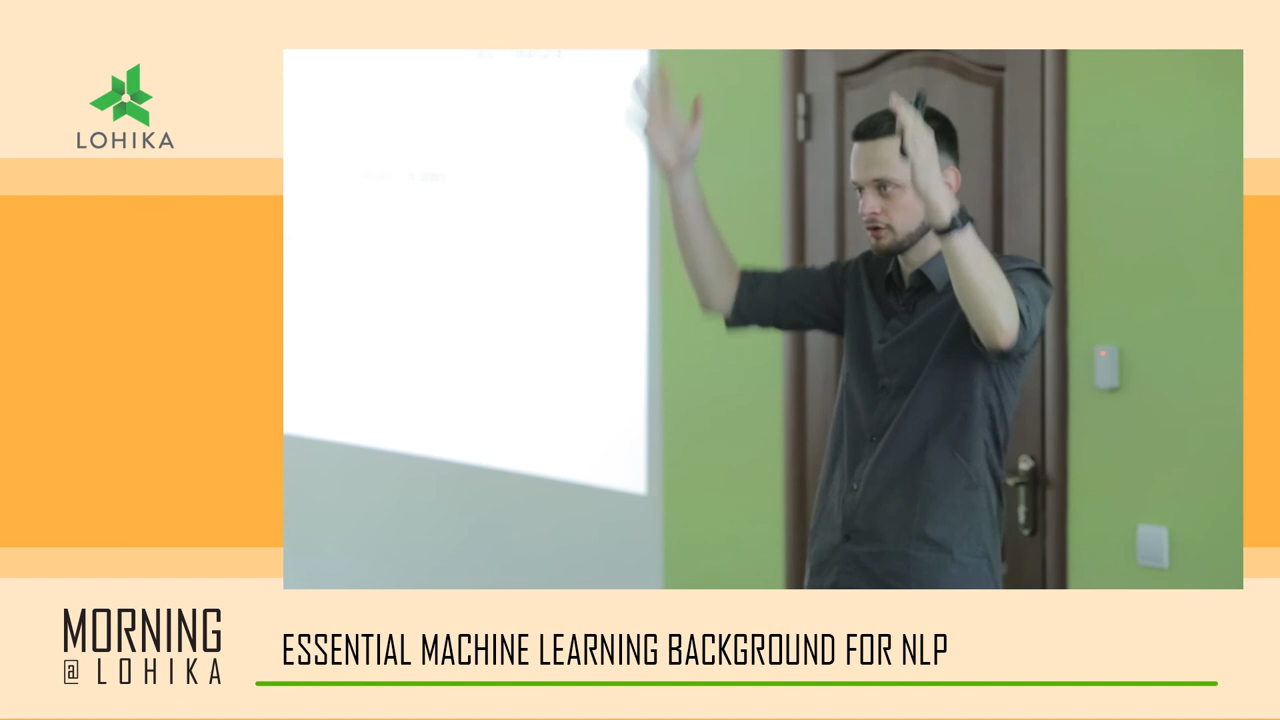 LOHIKA
MORNING
@ LOHIKA
ESSENTIAL MACHINE LEARNING BACKGROUND FOR NLP